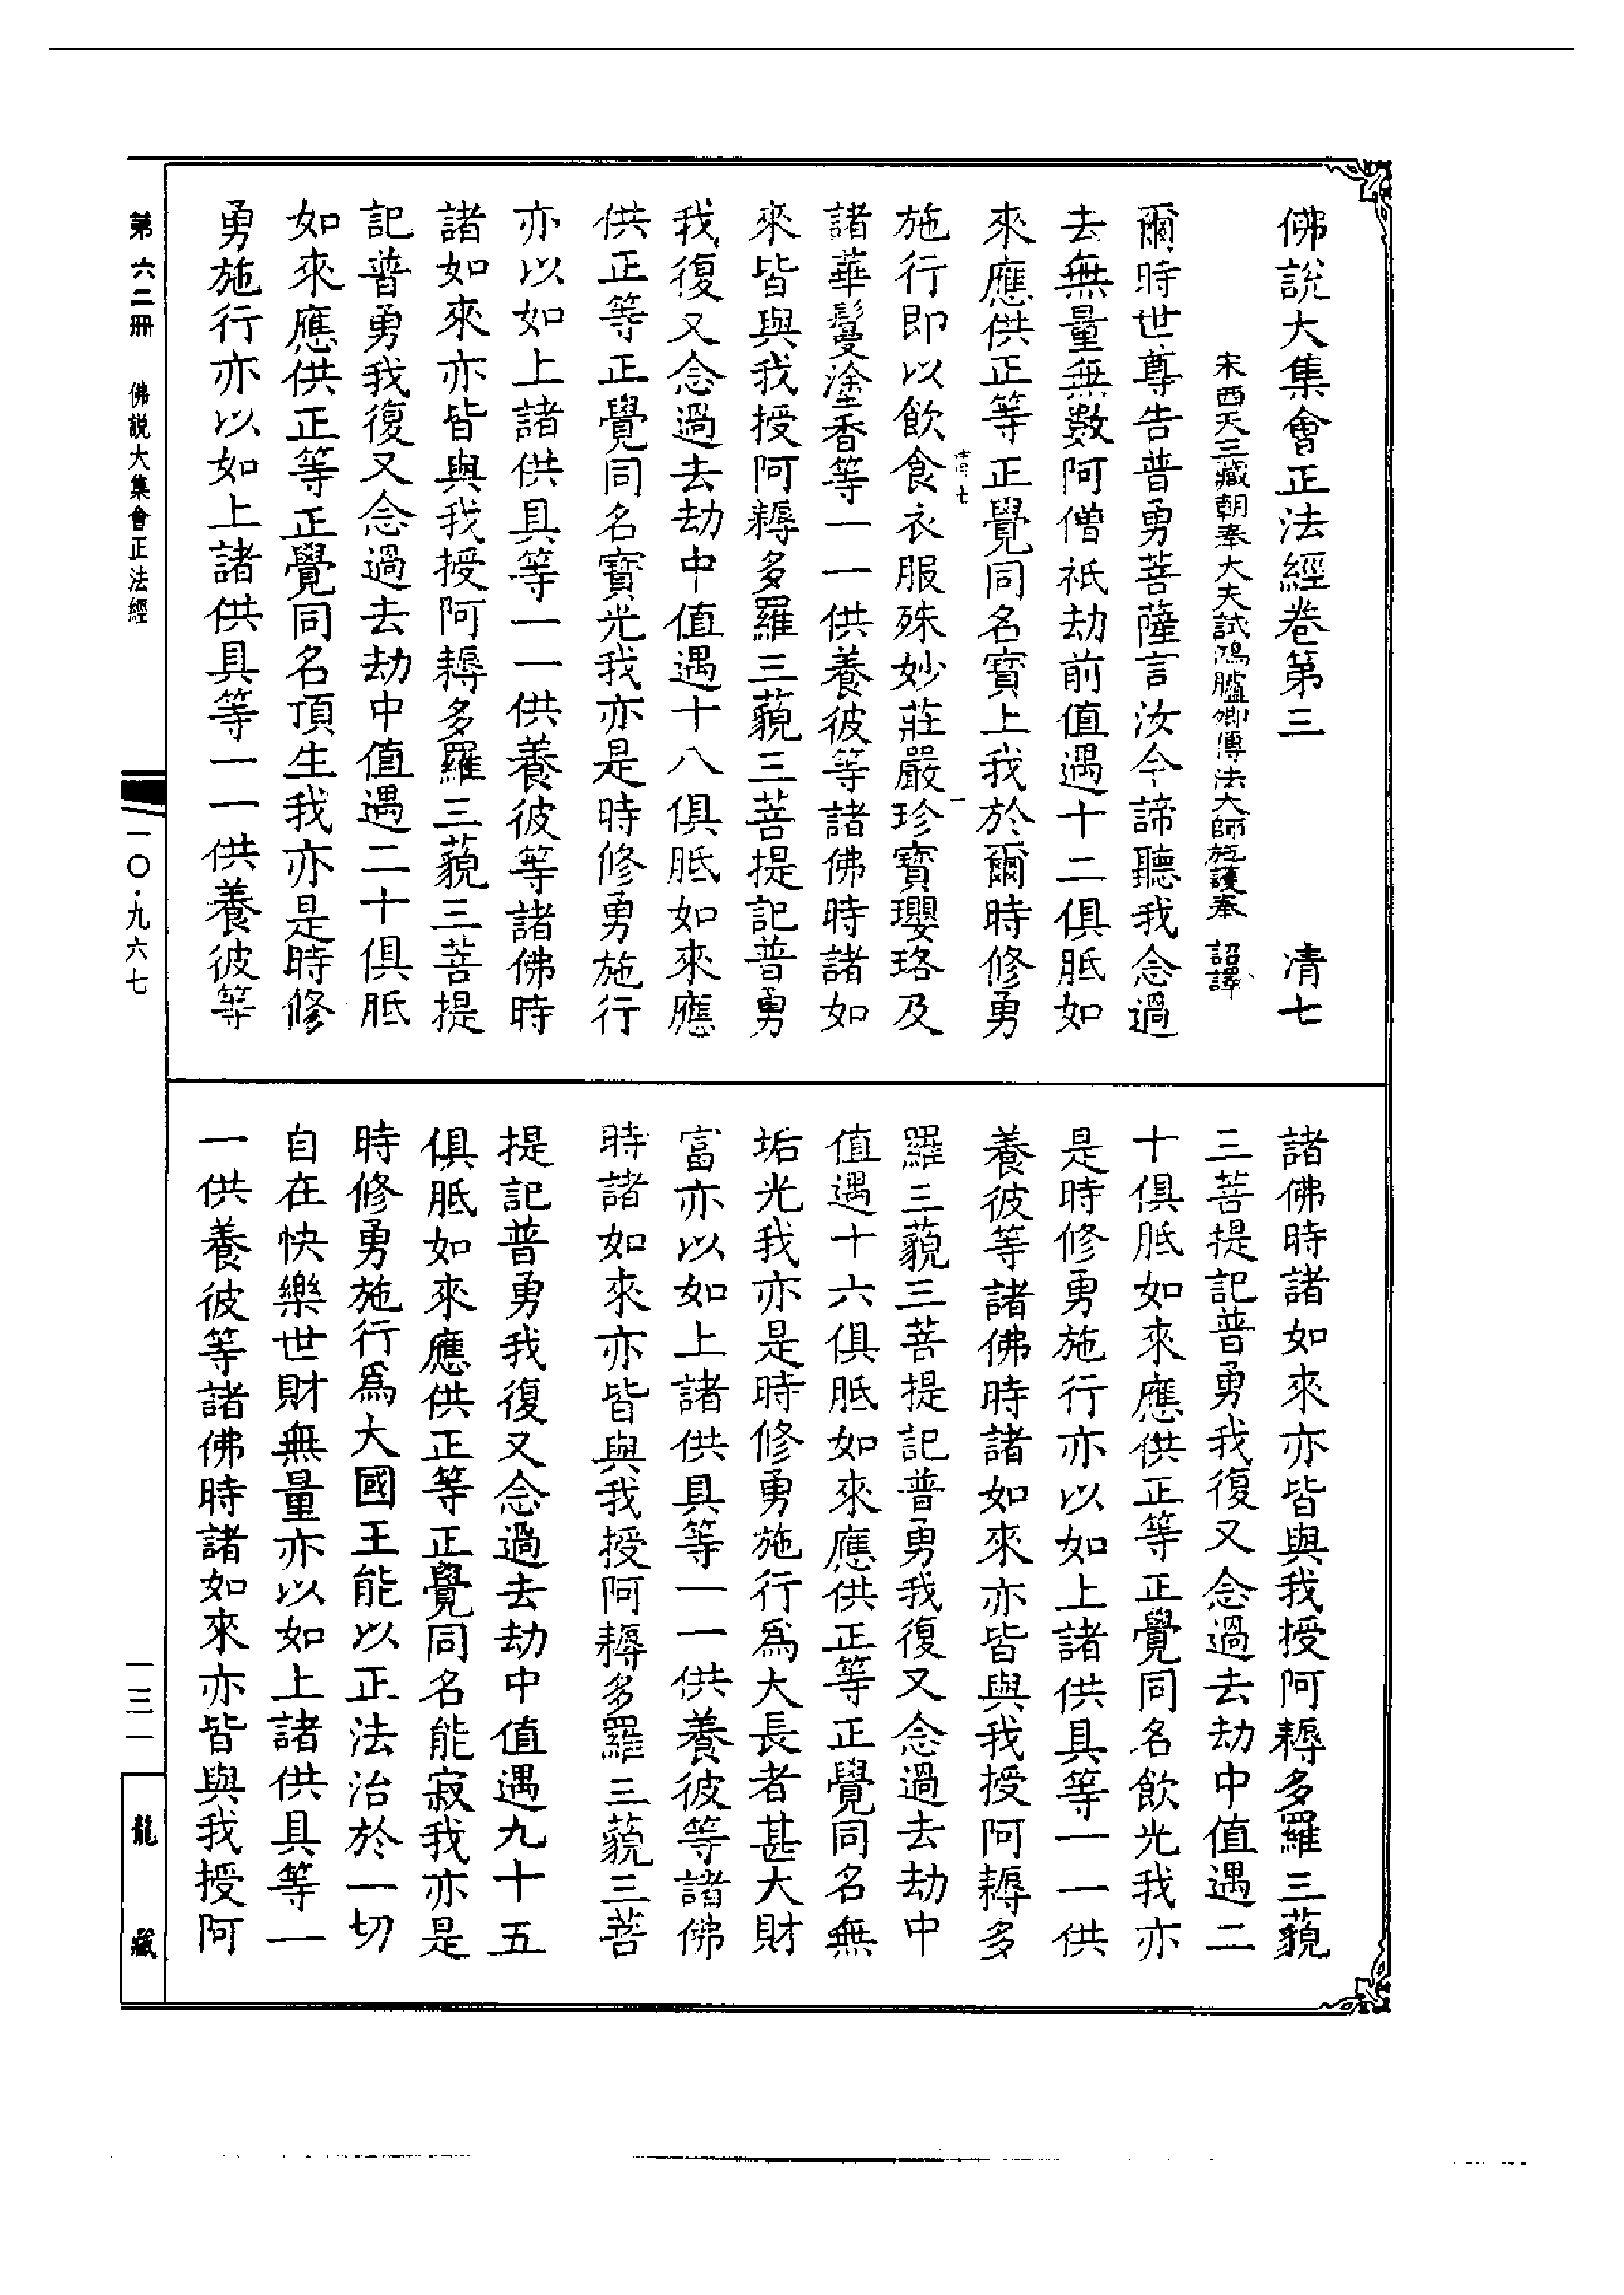 佛說大集會正法經卷第三 清七
宋西天三藏朝奉大夫試鴻臚卿傳法大師施護奉 詔譯
爾時世尊告普勇菩薩言汝今諦聽我念過
去無量無數阿僧祇劫前值遇十二俱胝如
來應供正等正覺同名寶上我於爾時修勇
施行即以飲食衣服殊妙莊嚴珍寶瓔珞及
諸華鬘塗香等一一供養彼等諸佛時諸如
來皆與我授阿耨多羅三藐三菩提記普勇
我復又念過去劫中值遇十八俱胝如來應
供正等正覺同名寶光我亦是時修勇施行
亦以如上諸供具等一一供養彼等諸佛時
諸如來亦皆與我授阿耨多羅三藐三菩提
記普勇我復又念過去劫中值遇二十俱胝
如來應供正等正覺同名頂生我亦是時修
勇施行亦以如上諸供具等一一供養彼等
諸佛時諸如來亦皆與我授阿耨多羅三藐
三菩提記普勇我復又念過去劫中值遇二
十俱胝如來應供正等正覺同名飲光我亦
是時修勇施行亦以如上諸供具等一一供
養彼等諸佛時諸如來亦皆與我授阿耨多
羅三藐三菩提記普勇我復又念過去劫中
值遇十六俱胝如來應供正等正覺同名無
垢光我亦是時修勇施行爲大長者甚大財
富亦以如上諸供具等一一供養彼等諸佛
時諸如來亦皆與我授阿耨多羅三藐三菩
提記普勇我復又念過去劫中值遇九十五
俱胝如來應供正等正覺同名能寂我亦是
時修勇施行爲大國王能以正法治於一切
自在快樂世財無量亦以如上諸供具等一
一供養彼等諸佛時諸如來亦皆與我授阿
第六二冊 佛說大集會正法經
一〇·九六七
一三一
龍藏